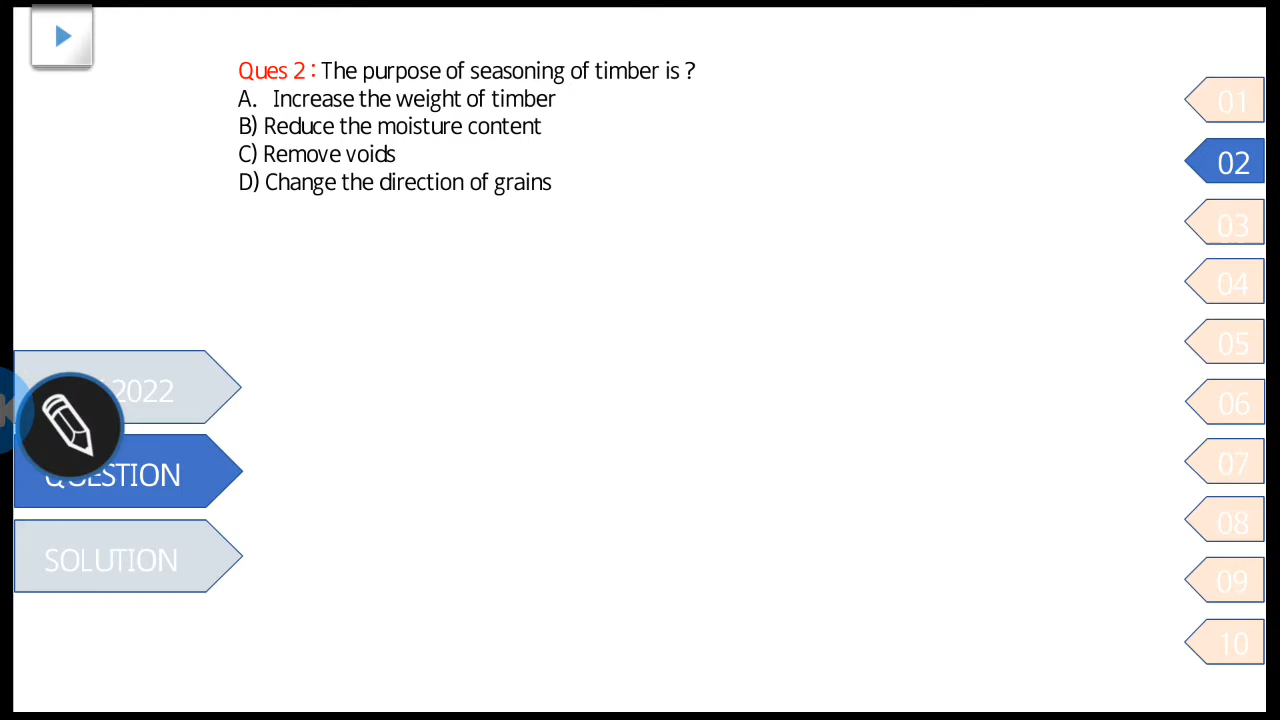 Ques 2 : The purpose of seasoning of timber is ?
A. Increase the weight of timber
B) Reduce the moisture content
C) Remove voids
D) Change the direction of grains
2022
QUESTION
SOLUTION
01
02
03
04
05
06
07
08
09
10